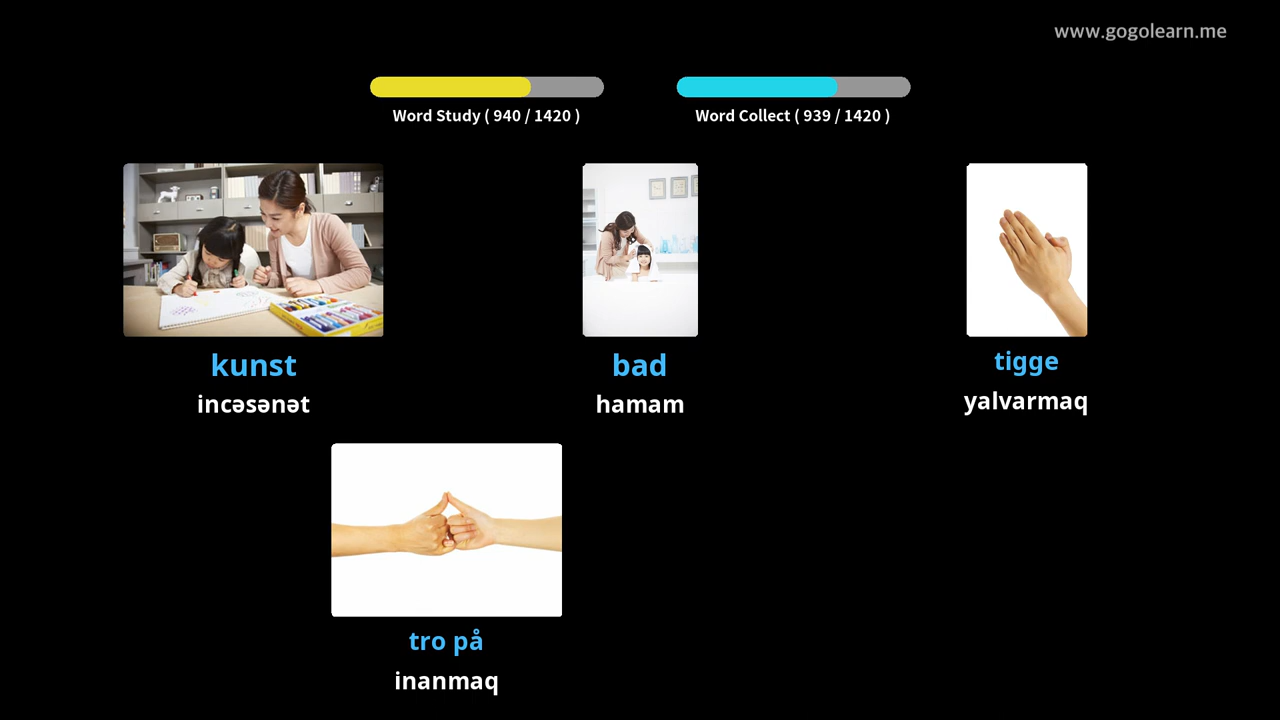 www.gogolearn.me
Word Study ( 940 / 1420 )
Word Collect ( 939 / 1420 )
kunst
incəsənət
bad
hamam
tigge
yalvarmaq
tro på
inanmaq